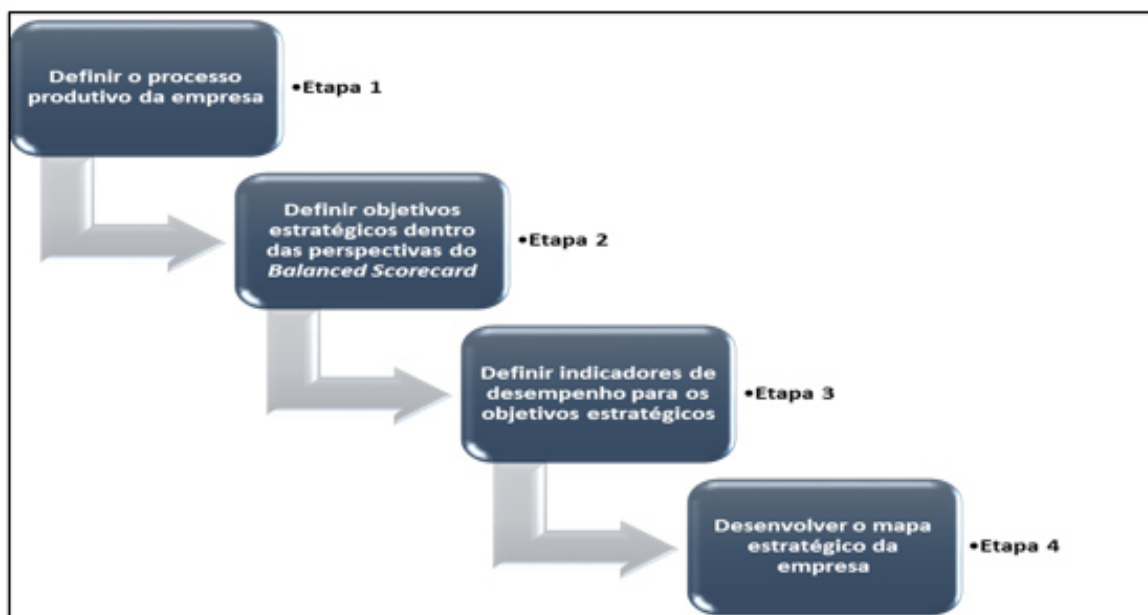 Definir o processo
produtivo da empresa
•Etapa 1
Definir objetivos
estratégicos dentro
das perspectivas do
Balanced Scorecard
•Etapa 2
Definir indicadores de
desempenho para os
objetivos estratégicos
•Etapa 3
Desenvolver o mapa
estratégico da
empresa
•Etapa 4